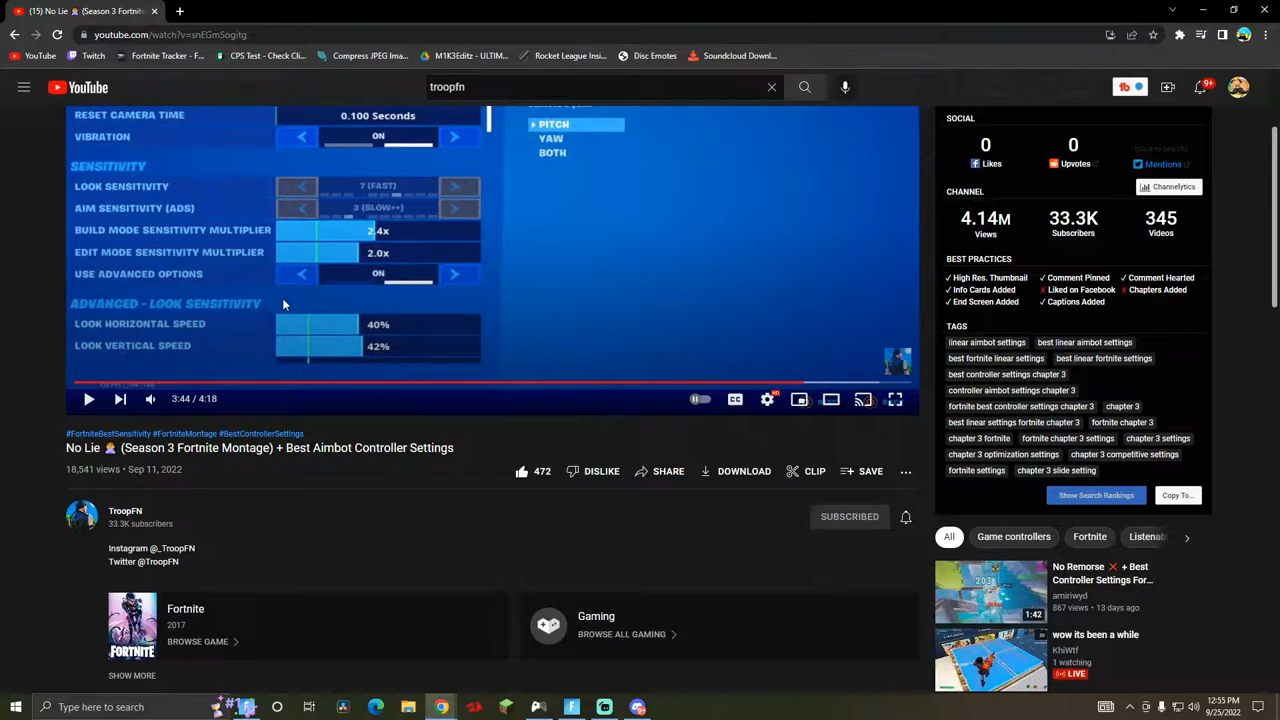 (15) No Lie (Season 3 Fortnite M
youtube.com/watch?v=snEGmSogitg
YouTube Twitch Fortnite Tracker - F... CPS Test - Check Cli... Compress JPEG Ima... M1K3Editz - ULTIM... Rocket League Insi... Disc Emotes Soundcloud Down...
YouTube
troopfn
9+
RESET CAMERA TIME 0.100 Seconds
VIBRATION ON
SENSITIVITY
LOOK SENSITIVITY 7 (FAST)
AIM SENSITIVITY (ADS) 3 (SLOW++)
BUILD MODE SENSITIVITY MULTIPLIER 2.4x
EDIT MODE SENSITIVITY MULTIPLIER 2.0x
USE ADVANCED OPTIONS ON
ADVANCED - LOOK SENSITIVITY
LOOK HORIZONTAL SPEED 40%
LOOK VERTICAL SPEED 42%
PITCH
YAW
BOTH
3:44 / 4:18
CC
HD
#FortniteBestSensitivity #FortniteMontage #BestControllerSettings
No Lie 🤦 (Season 3 Fortnite Montage) + Best Aimbot Controller Settings
18,541 views • Sep 11, 2022
472 DISLIKE SHARE DOWNLOAD CLIP SAVE
TroopFN
33.3K subscribers
SUBSCRIBED
Instagram @_TroopFN
Twitter @TroopFN
FORTNITE
Fortnite
2017
BROWSE GAME
Gaming
BROWSE ALL GAMING
SHOW MORE
SOCIAL
0 0
Likes Upvotes Mentions
CHANNEL
Channelytics
4.14M 33.3K 345
Views Subscribers Videos
BEST PRACTICES
✓ High Res. Thumbnail ✓ Comment Pinned ✓ Comment Hearted
✓ Info Cards Added X Liked on Facebook X Chapters Added
✓ End Screen Added ✓ Captions Added
TAGS
linear aimbot settings best linear aimbot settings
best fortnite linear settings best linear fortnite settings
best controller settings chapter 3
controller aimbot settings chapter 3
fortnite best controller settings chapter 3 chapter 3
best linear settings fortnite chapter 3 fortnite chapter 3
chapter 3 fortnite fortnite chapter 3 settings chapter 3 settings
chapter 3 optimization settings chapter 3 competitive settings
fortnite settings chapter 3 slide setting
Show Search Rankings Copy To...
All Game controllers Fortnite Listenab
No Remorse ❌ + Best
Controller Settings For...
amiriwyd
867 views • 13 days ago
203
1:42
wow its been a while
KhiWtf
1 watching
LIVE
Type here to search
12:55 PM
9/25/2022